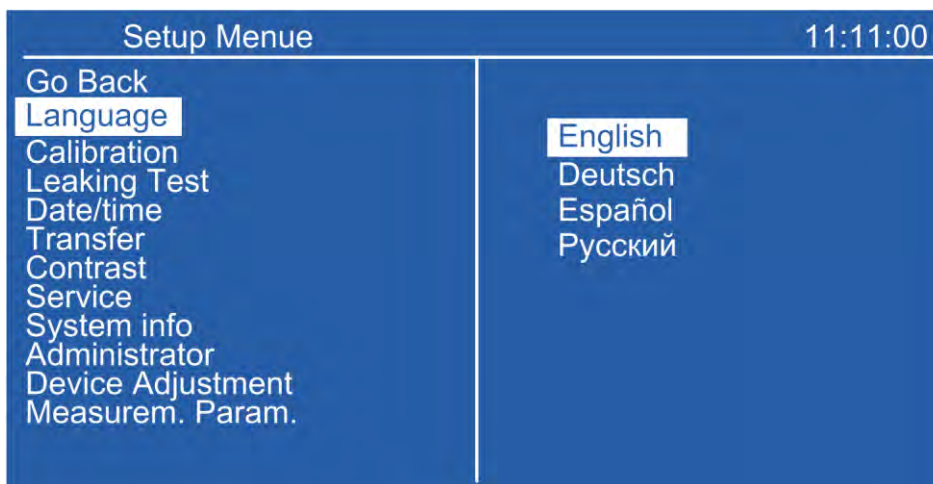 Setup Menue 11:11:00
Go Back
Language
Calibration
Leaking Test
Date/time
Transfer
Contrast
Service
System info
Administrator
Device Adjustment
Measurem. Param.
English
Deutsch
Español
Русский